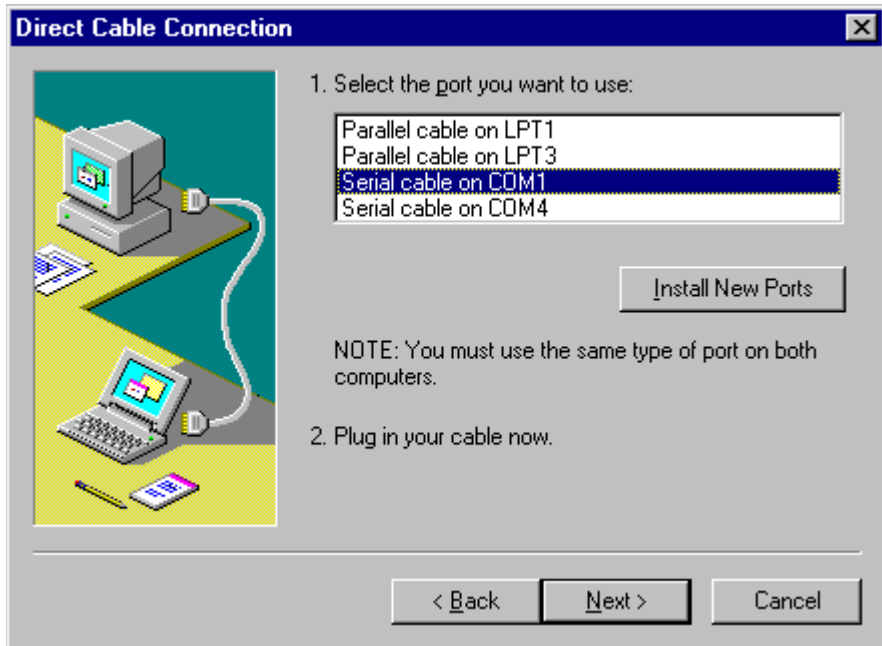 Direct Cable Connection
1. Select the port you want to use:
Parallel cable on LPT1
Parallel cable on LPT3
Serial cable on COM1
Serial cable on COM4
Install New Ports
NOTE: You must use the same type of port on both
computers.
2. Plug in your cable now.
< Back
Next >
Cancel